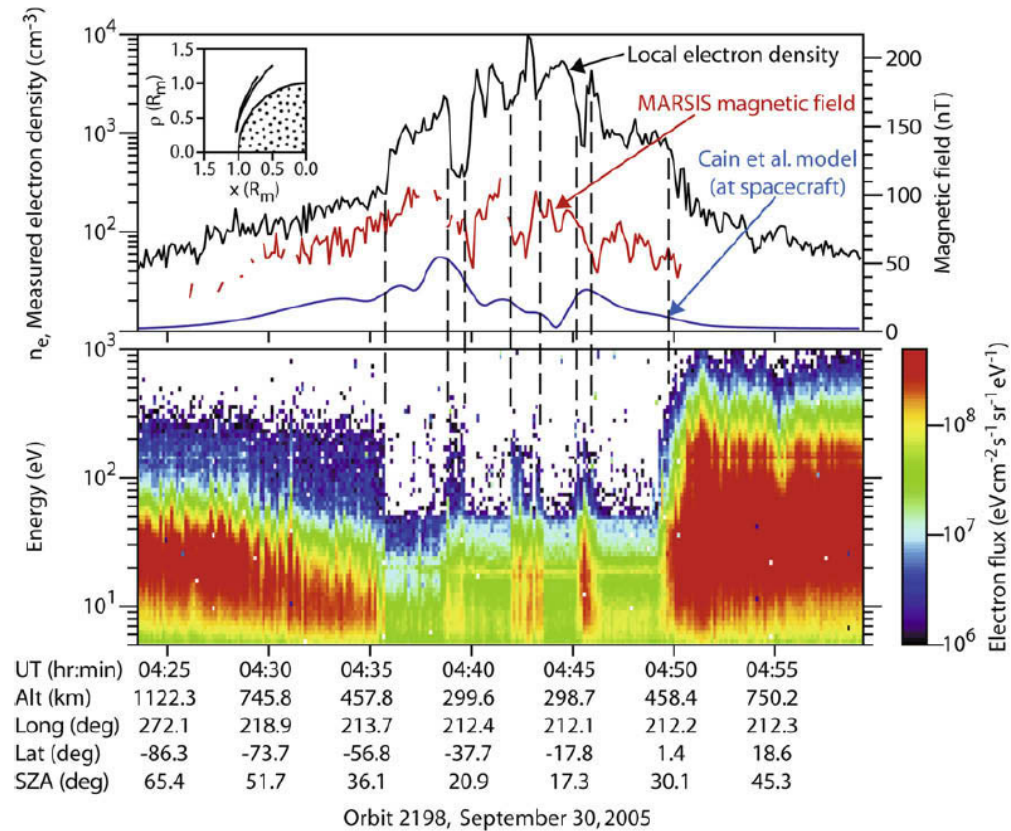 n_e, Measured electron density (cm⁻³)
10⁴
10³
10²
1.5
1.0
0.5
0.0
ρ (R_m)
1.5 1.0 0.5 0.0
x (R_m)
Local electron density
MARSIS magnetic field
Cain et al. model
(at spacecraft)
200
150
100
50
0
Magnetic field (nT)
10³
10²
10¹
Energy (eV)
10⁸
10⁷
10⁶
Electron flux (eVcm⁻² s⁻¹ sr⁻¹ eV⁻¹)
UT (hr:min) 04:25 04:30 04:35 04:40 04:45 04:50 04:55
Alt (km) 1122.3 745.8 457.8 299.6 298.7 458.4 750.2
Long (deg) 272.1 218.9 213.7 212.4 212.1 212.2 212.3
Lat (deg) -86.3 -73.7 -56.8 -37.7 -17.8 1.4 18.6
SZA (deg) 65.4 51.7 36.1 20.9 17.3 30.1 45.3
Orbit 2198, September 30, 2005